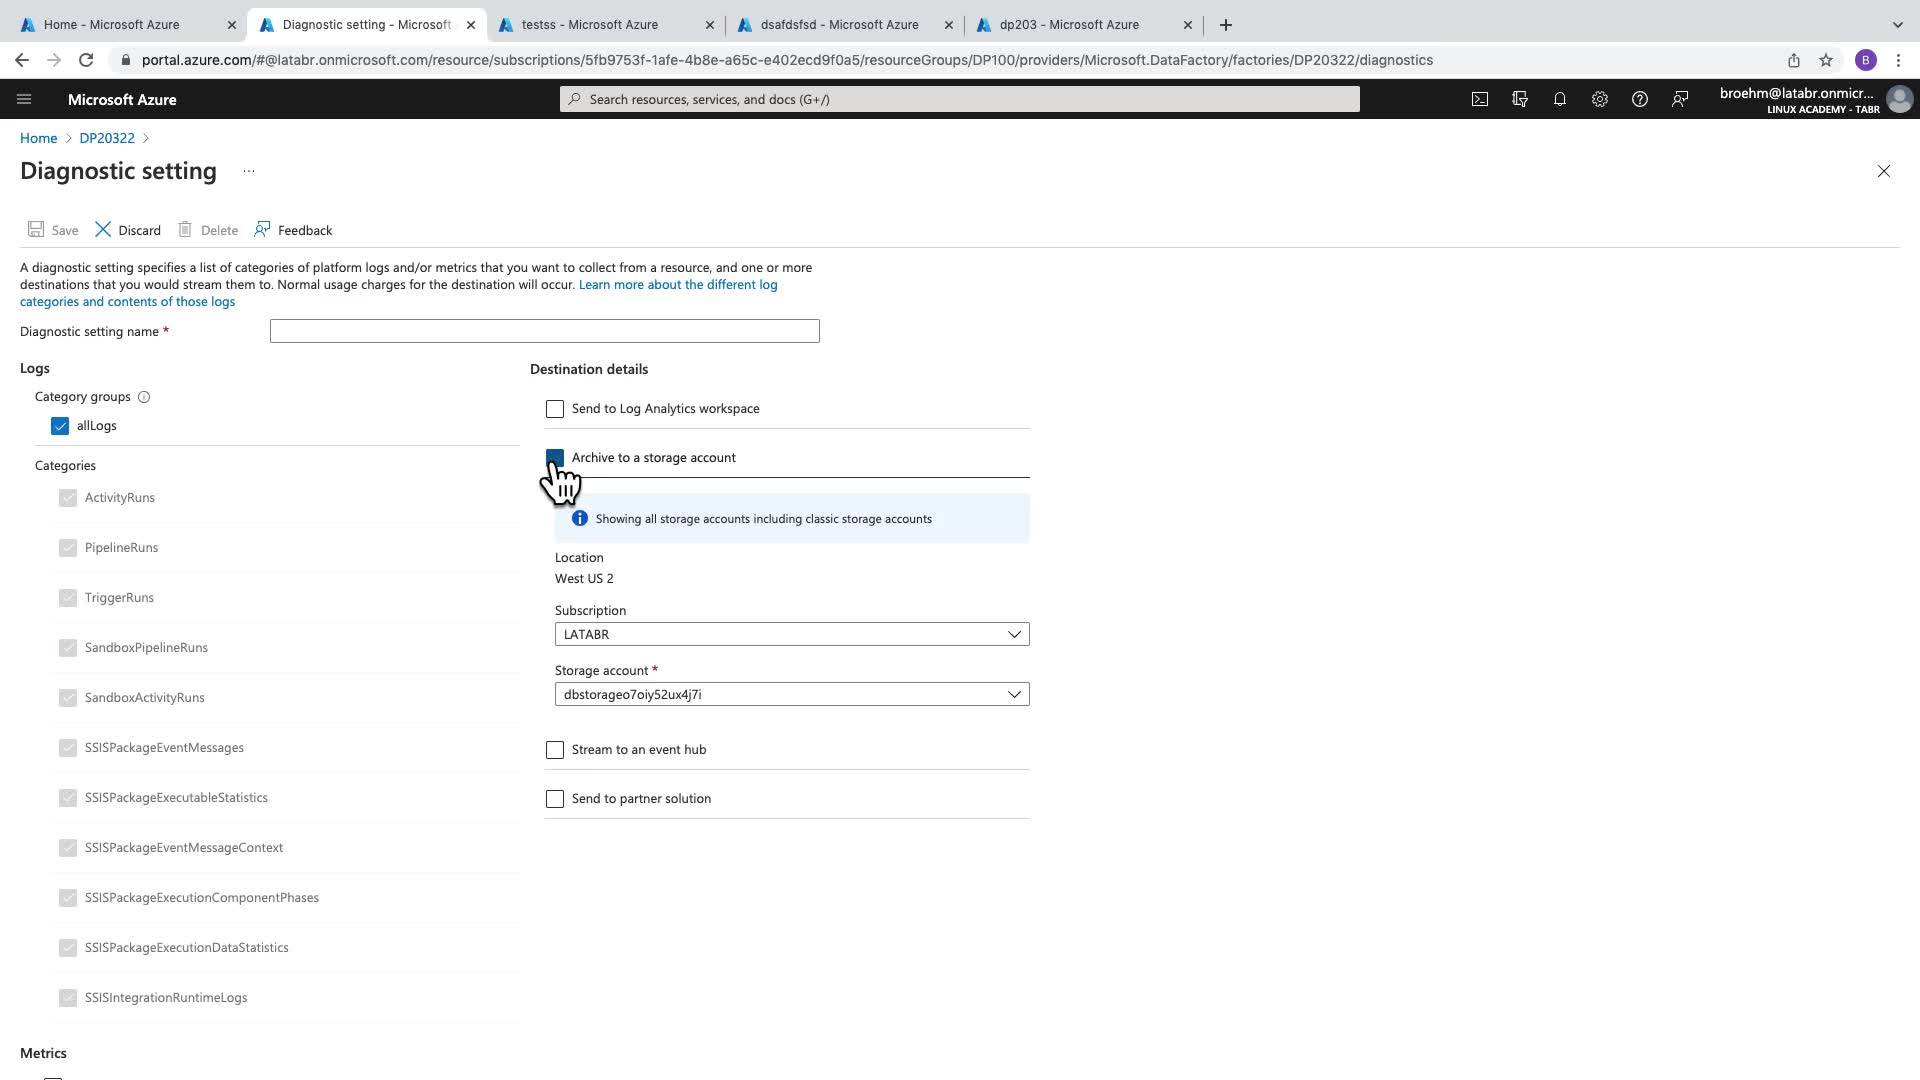 Home - Microsoft Azure
Diagnostic setting - Microsoft
testss - Microsoft Azure
dsafdsfsd - Microsoft Azure
dp203 - Microsoft Azure
portal.azure.com/#@latabr.onmicrosoft.com/resource/subscriptions/5fb9753f-1afe-4b8e-a65c-e402ecd9f0a5/resourceGroups/DP100/providers/Microsoft.DataFactory/factories/DP20322/diagnostics
B
Microsoft Azure
Search resources, services, and docs (G+/)
broehm@latabr.onmicr...
LINUX ACADEMY - TABR
Home > DP20322 >
Diagnostic setting ...
Save
Discard
Delete
Feedback
A diagnostic setting specifies a list of categories of platform logs and/or metrics that you want to collect from a resource, and one or more
destinations that you would stream them to. Normal usage charges for the destination will occur. Learn more about the different log
categories and contents of those logs
Diagnostic setting name *
Logs
Category groups
allLogs
Categories
ActivityRuns
PipelineRuns
TriggerRuns
SandboxPipelineRuns
SandboxActivityRuns
SSISPackageEventMessages
SSISPackageExecutableStatistics
SSISPackageEventMessageContext
SSISPackageExecutionComponentPhases
SSISPackageExecutionDataStatistics
SSISIntegrationRuntimeLogs
Metrics
Destination details
Send to Log Analytics workspace
Archive to a storage account
Showing all storage accounts including classic storage accounts
Location
West US 2
Subscription
LATABR
Storage account *
dbstorageo7oiy52ux4j7i
Stream to an event hub
Send to partner solution